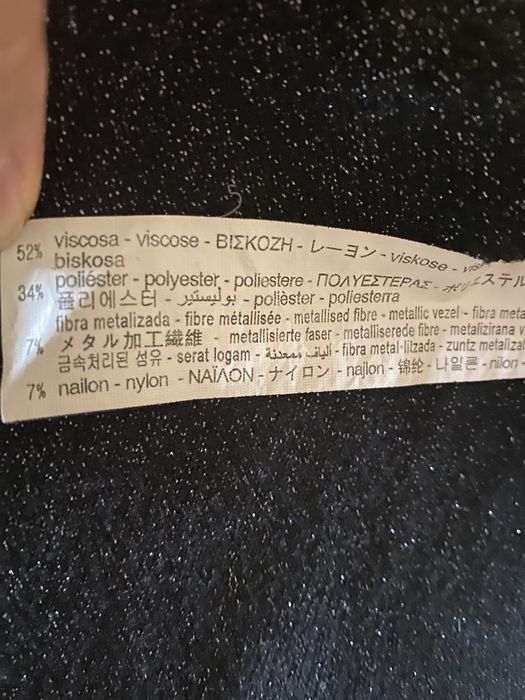 52% viscosa - viscose - ΒΙΣΚΟΖΗ - レーヨン - viskose -
biskosa
34% poliéster - polyester - poliestere - ΠΟΛΥΕΣΤΕΡΑΣ - ポリエステル
폴리에스터 - بوليستير - polièster - poliesterra
fibra metalizada - fibre métallisée - metallised fibre - metallic vezel - fibra meta
7% メタル加工繊維 - metallisierte faser - metalliserede fibre - metalizirana v
금속처리된 섬유 - serat logam - ألياف ممعدنة - fibra metal·litzada - zuntz metalizat
7% nailon - nylon - ΝΑΪΛΟΝ - ナイロン - najlon - 锦纶 - 나일론 - nilon -